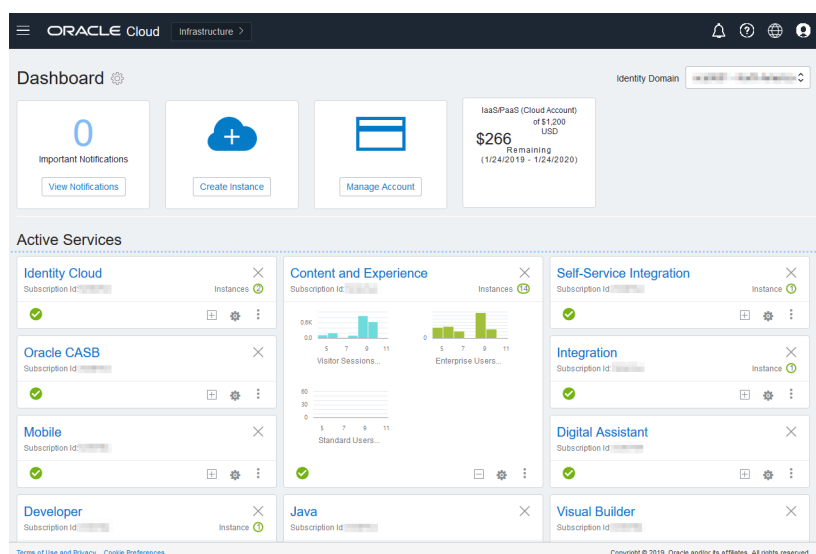 ORACLE Cloud Infrastructure >
Dashboard
Identity Domain
0
Important Notifications
View Notifications
Create Instance
Manage Account
IaaS/PaaS (Cloud Account)
of $1,200
USD
$266
Remaining
(1/24/2019 - 1/24/2020)
Active Services
Identity Cloud
Subscription Id:
Instances 2
Content and Experience
Subscription Id:
Instances 14
Self-Service Integration
Subscription Id:
Instance 1
0.8K
0.0
5 7 9 11
Visitor Sessions...
0
5 7 9 11
Enterprise Users...
60
30
0
5 7 9 11
Standard Users...
Oracle CASB
Subscription Id:
Integration
Subscription Id:
Instance 1
Mobile
Subscription Id:
Digital Assistant
Subscription Id:
Developer
Subscription Id:
Instance 1
Java
Subscription Id:
Visual Builder
Subscription Id:
Terms of Use and Privacy Cookie Preferences
Copyright © 2019, Oracle and/or its affiliates. All rights reserved.